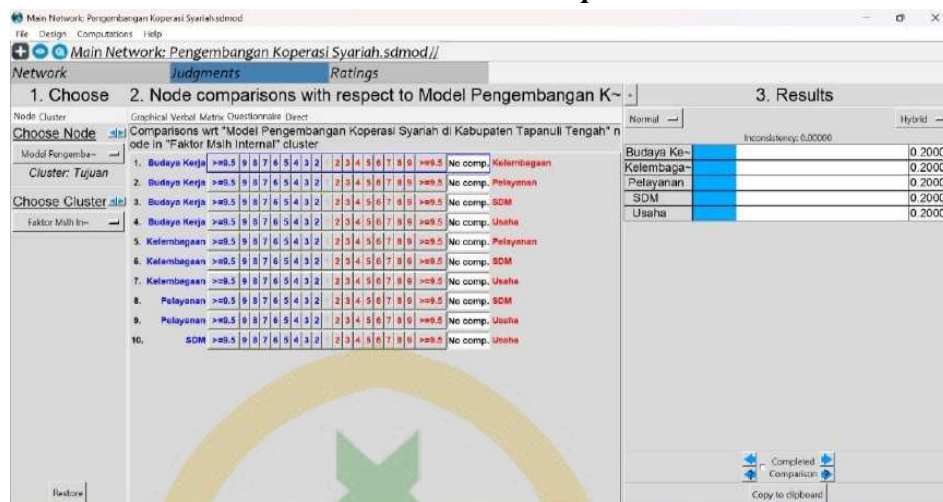 Main Network: Pengembangan Koperasi Syariah.sdmod
File Design Computations Help
Main Network: Pengembangan Koperasi Syariah.sdmod//
Network Judgments Ratings
1. Choose
Node Cluster
Choose Node
Model Pengemba~
Cluster: Tujuan
Choose Cluster
Faktor Mslh In~
Restore
2. Node comparisons with respect to Model Pengembangan K~
Graphical Verbal Matrix Questionnaire Direct
Comparisons wrt "Model Pengembangan Koperasi Syariah di Kabupaten Tapanuli Tengah" n
ode in "Faktor Mslh Internal" cluster
1. Budaya Kerja >=9.5 9 8 7 6 5 4 3 2 2 3 4 5 6 7 8 9 >=9.5 No comp. Kelembagaan
2. Budaya Kerja >=9.5 9 8 7 6 5 4 3 2 2 3 4 5 6 7 8 9 >=9.5 No comp. Pelayanan
3. Budaya Kerja >=9.5 9 8 7 6 5 4 3 2 2 3 4 5 6 7 8 9 >=9.5 No comp. SDM
4. Budaya Kerja >=9.5 9 8 7 6 5 4 3 2 2 3 4 5 6 7 8 9 >=9.5 No comp. Usaha
5. Kelembagaan >=9.5 9 8 7 6 5 4 3 2 2 3 4 5 6 7 8 9 >=9.5 No comp. Pelayanan
6. Kelembagaan >=9.5 9 8 7 6 5 4 3 2 2 3 4 5 6 7 8 9 >=9.5 No comp. SDM
7. Kelembagaan >=9.5 9 8 7 6 5 4 3 2 2 3 4 5 6 7 8 9 >=9.5 No comp. Usaha
8. Pelayanan >=9.5 9 8 7 6 5 4 3 2 2 3 4 5 6 7 8 9 >=9.5 No comp. SDM
9. Pelayanan >=9.5 9 8 7 6 5 4 3 2 2 3 4 5 6 7 8 9 >=9.5 No comp. Usaha
10. SDM >=9.5 9 8 7 6 5 4 3 2 2 3 4 5 6 7 8 9 >=9.5 No comp. Usaha
3. Results
Normal Hybrid
Inconsistency: 0.00000
Budaya Ke~ 0.2000
Kelembaga~ 0.2000
Pelayanan 0.2000
SDM 0.2000
Usaha 0.2000
Completed
Comparison
Copy to clipboard